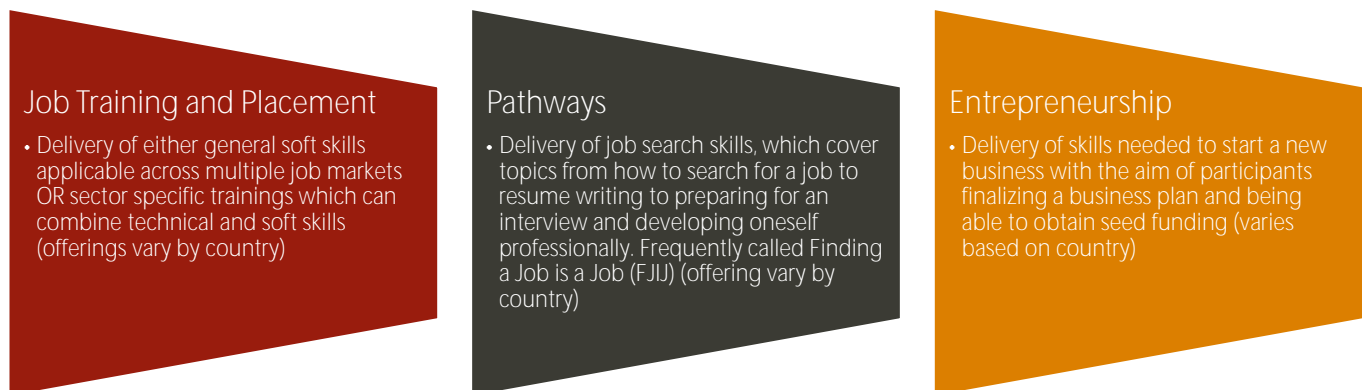 Job Training and Placement
• Delivery of either general soft skills
applicable across multiple job markets
OR sector specific trainings which can
combine technical and soft skills
(offerings vary by country)
Pathways
• Delivery of job search skills, which cover
topics from how to search for a job to
resume writing to preparing for an
interview and developing oneself
professionally. Frequently called Finding
a Job is a Job (FJIJ) (offering vary by
country)
Entrepreneurship
• Delivery of skills needed to start a new
business with the aim of participants
finalizing a business plan and being
able to obtain seed funding (varies
based on country)